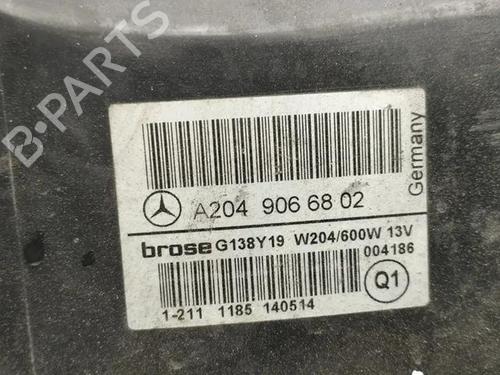 B-PARTS
A204 906 68 02
Germany
brose G138Y19 W204/600W 13V
004186
Q1
1-211 1185 140514